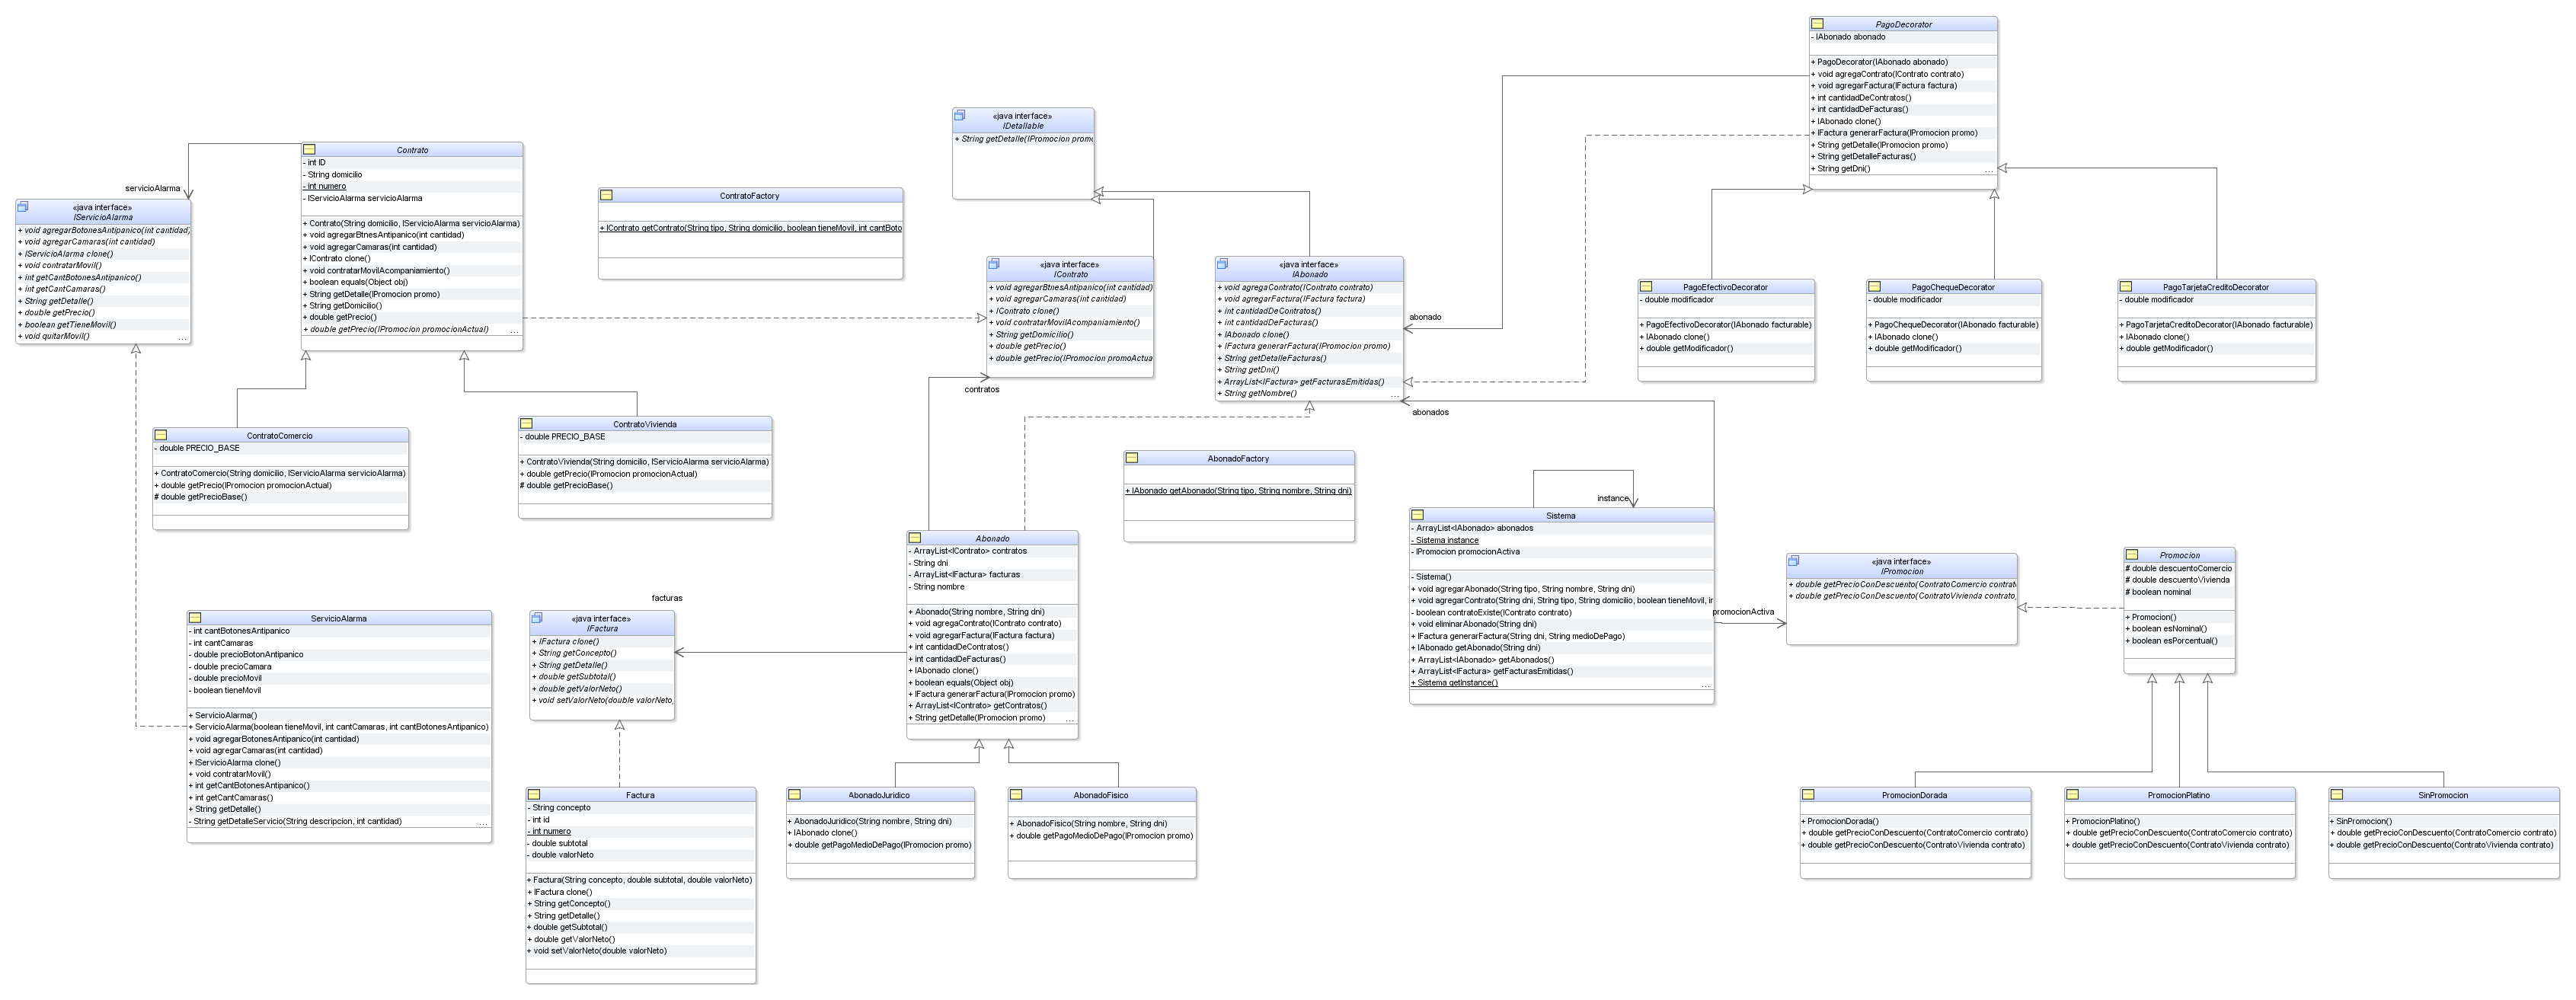 PagoDecorator
- IAbonado abonado
+ PagoDecorator(IAbonado abonado)
+ void agregaContrato(IContrato contrato)
+ void agregarFactura(IFactura factura)
+ int cantidadDeContratos()
+ int cantidadDeFacturas()
+ IAbonado clone()
+ IFactura generarFactura(IPromocion promo)
+ String getDetalle(IPromocion promo)
+ String getDetalleFacturas()
+ String getDni()
...
«java interface»
IDetallable
+ String getDetalle(IPromocion promo
Contrato
- int ID
- String domicilio
- int numero
- IServicioAlarma servicioAlarma
+ Contrato(String domicilio, IServicioAlarma servicioAlarma)
+ void agregarBtnesAntipanico(int cantidad)
+ void agregarCamaras(int cantidad)
+ IContrato clone()
+ void contratarMovilAcompaniamiento()
+ boolean equals(Object obj)
+ String getDetalle(IPromocion promo)
+ String getDomicilio()
+ double getPrecio()
+ double getPrecio(IPromocion promocionActual)
...
servicioAlarma
«java interface»
IServicioAlarma
+ void agregarBotonesAntipanico(int cantidad)
+ void agregarCamaras(int cantidad)
+ IServicioAlarma clone()
+ void contratarMovil()
+ int getCantBotonesAntipanico()
+ int getCantCamaras()
+ String getDetalle()
+ double getPrecio()
+ boolean getTieneMovil()
+ void quitarMovil()
...
ContratoFactory
+ IContrato getContrato(String tipo, String domicilio, boolean tieneMovil, int cantBoto
«java interface»
IContrato
+ void agregarBtnesAntipanico(int cantidad)
+ void agregarCamaras(int cantidad)
+ IContrato clone()
+ void contratarMovilAcompaniamiento()
+ String getDomicilio()
+ double getPrecio()
+ double getPrecio(IPromocion promoActua
contratos
«java interface»
IAbonado
+ void agregaContrato(IContrato contrato)
+ void agregarFactura(IFactura factura)
+ int cantidadDeContratos()
+ int cantidadDeFacturas()
+ IAbonado clone()
+ IFactura generarFactura(IPromocion promo)
+ String getDetalleFacturas()
+ String getDni()
+ ArrayList<IFactura> getFacturasEmitidas()
+ String getNombre()
...
abonado
abonados
PagoEfectivoDecorator
- double modificador
+ PagoEfectivoDecorator(IAbonado facturable)
+ IAbonado clone()
+ double getModificador()
PagoChequeDecorator
- double modificador
+ PagoChequeDecorator(IAbonado facturable)
+ IAbonado clone()
+ double getModificador()
PagoTarjetaCreditoDecorator
- double modificador
+ PagoTarjetaCreditoDecorator(IAbonado facturable)
+ IAbonado clone()
+ double getModificador()
ContratoComercio
- double PRECIO_BASE
+ ContratoComercio(String domicilio, IServicioAlarma servicioAlarma)
+ double getPrecio(IPromocion promocionActual)
# double getPrecioBase()
ContratoVivienda
- double PRECIO_BASE
+ ContratoVivienda(String domicilio, IServicioAlarma servicioAlarma)
+ double getPrecio(IPromocion promocionActual)
# double getPrecioBase()
AbonadoFactory
+ IAbonado getAbonado(String tipo, String nombre, String dni)
instance
Sistema
- ArrayList<IAbonado> abonados
- Sistema instance
- IPromocion promocionActiva
- Sistema()
+ void agregarAbonado(String tipo, String nombre, String dni)
+ void agregarContrato(String dni, String tipo, String domicilio, boolean tieneMovil, ir
- boolean contratoExiste(IContrato contrato)
+ void eliminarAbonado(String dni)
+ IFactura generarFactura(String dni, String medioDePago)
+ IAbonado getAbonado(String dni)
+ ArrayList<IAbonado> getAbonados()
+ ArrayList<IFactura> getFacturasEmitidas()
+ Sistema getInstance()
...
promocionActiva
«java interface»
IPromocion
+ double getPrecioConDescuento(ContratoComercio contrato
+ double getPrecioConDescuento(ContratoVivienda contrato,
Promocion
# double descuentoComercio
# double descuentoVivienda
# boolean nominal
+ Promocion()
+ boolean esNominal()
+ boolean esPorcentual()
Abonado
- ArrayList<IContrato> contratos
- String dni
- ArrayList<IFactura> facturas
- String nombre
+ Abonado(String nombre, String dni)
+ void agregaContrato(IContrato contrato)
+ void agregarFactura(IFactura factura)
+ int cantidadDeContratos()
+ int cantidadDeFacturas()
+ IAbonado clone()
+ boolean equals(Object obj)
+ IFactura generarFactura(IPromocion promo)
+ ArrayList<IContrato> getContratos()
+ String getDetalle(IPromocion promo)
...
facturas
«java interface»
IFactura
+ IFactura clone()
+ String getConcepto()
+ String getDetalle()
+ double getSubtotal()
+ double getValorNeto()
+ void setValorNeto(double valorNeto,
ServicioAlarma
- int cantBotonesAntipanico
- int cantCamaras
- double precioBotonAntipanico
- double precioCamara
- double precioMovil
- boolean tieneMovil
+ ServicioAlarma()
+ ServicioAlarma(boolean tieneMovil, int cantCamaras, int cantBotonesAntipanico)
+ void agregarBotonesAntipanico(int cantidad)
+ void agregarCamaras(int cantidad)
+ IServicioAlarma clone()
+ void contratarMovil()
+ int getCantBotonesAntipanico()
+ int getCantCamaras()
+ String getDetalle()
- String getDetalleServicio(String descripcion, int cantidad)
...
Factura
- String concepto
- int id
- int numero
- double subtotal
- double valorNeto
+ Factura(String concepto, double subtotal, double valorNeto)
+ IFactura clone()
+ String getConcepto()
+ String getDetalle()
+ double getSubtotal()
+ double getValorNeto()
+ void setValorNeto(double valorNeto)
AbonadoJuridico
+ AbonadoJuridico(String nombre, String dni)
+ IAbonado clone()
+ double getPagoMedioDePago(IPromocion promo)
AbonadoFisico
+ AbonadoFisico(String nombre, String dni)
+ double getPagoMedioDePago(IPromocion promo)
PromocionDorada
+ PromocionDorada()
+ double getPrecioConDescuento(ContratoComercio contrato)
+ double getPrecioConDescuento(ContratoVivienda contrato)
PromocionPlatino
+ PromocionPlatino()
+ double getPrecioConDescuento(ContratoComercio contrato)
+ double getPrecioConDescuento(ContratoVivienda contrato)
SinPromocion
+ SinPromocion()
+ double getPrecioConDescuento(ContratoComercio contrato)
+ double getPrecioConDescuento(ContratoVivienda contrato)